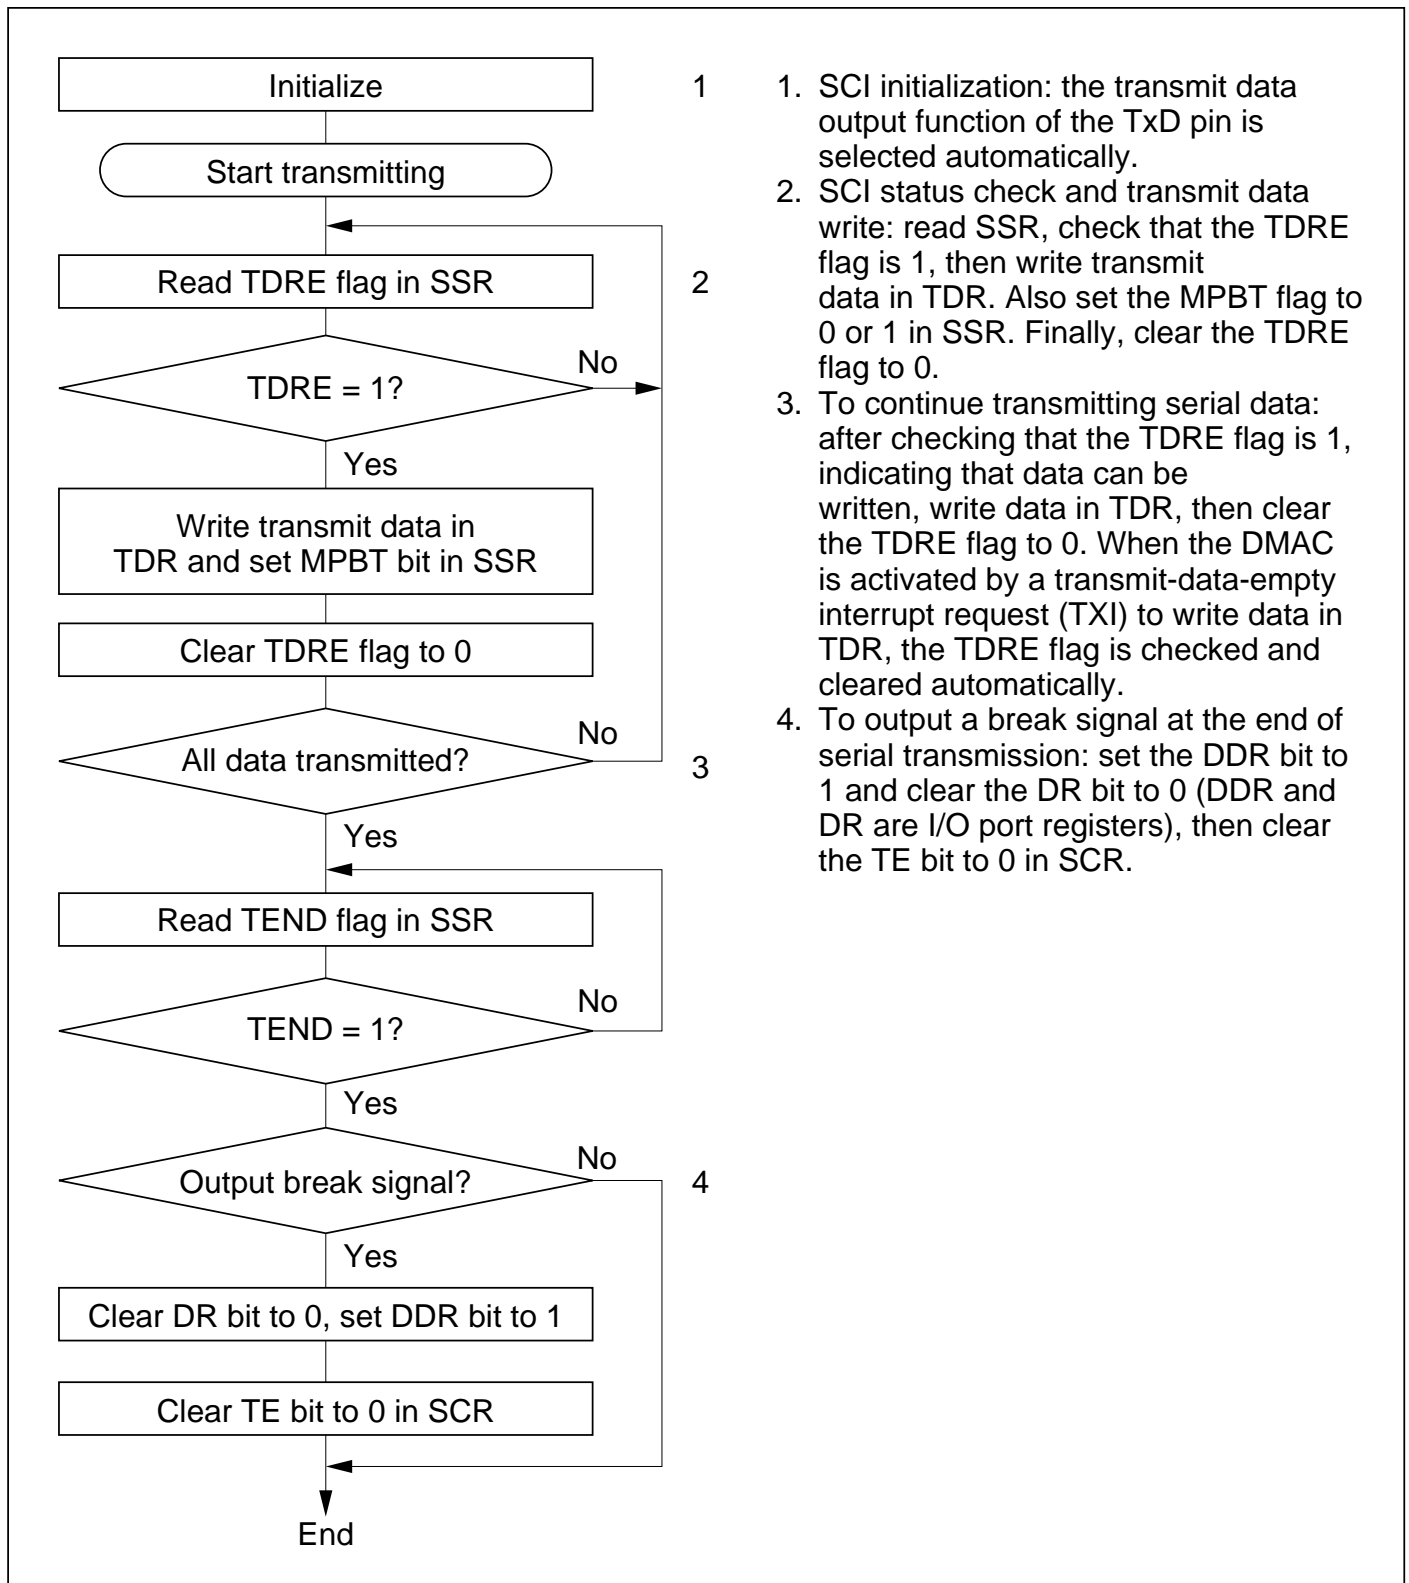 Initialize
1
Start transmitting
Read TDRE flag in SSR
2
TDRE = 1?
No
Yes
Write transmit data in
TDR and set MPBT bit in SSR
Clear TDRE flag to 0
All data transmitted?
No
3
Yes
Read TEND flag in SSR
TEND = 1?
No
Yes
Output break signal?
No
4
Yes
Clear DR bit to 0, set DDR bit to 1
Clear TE bit to 0 in SCR
End
1. SCI initialization: the transmit data
output function of the TxD pin is
selected automatically.
2. SCI status check and transmit data
write: read SSR, check that the TDRE
flag is 1, then write transmit
data in TDR. Also set the MPBT flag to
0 or 1 in SSR. Finally, clear the TDRE
flag to 0.
3. To continue transmitting serial data:
after checking that the TDRE flag is 1,
indicating that data can be
written, write data in TDR, then clear
the TDRE flag to 0. When the DMAC
is activated by a transmit-data-empty
interrupt request (TXI) to write data in
TDR, the TDRE flag is checked and
cleared automatically.
4. To output a break signal at the end of
serial transmission: set the DDR bit to
1 and clear the DR bit to 0 (DDR and
DR are I/O port registers), then clear
the TE bit to 0 in SCR.